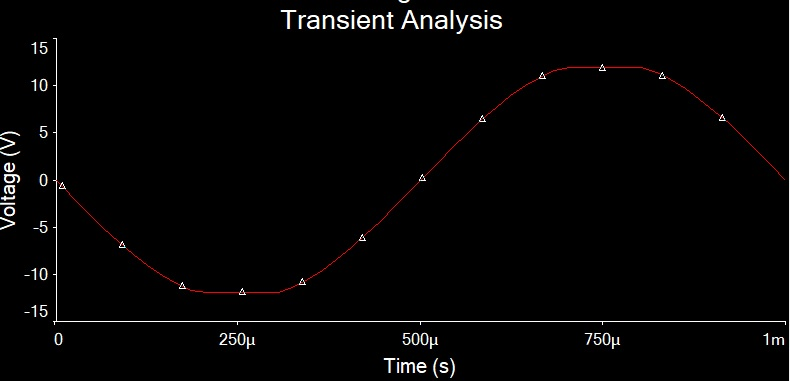 Transient Analysis
15
10
5
0
-5
-10
-15
Voltage (V)
0 250µ 500µ 750µ 1m
Time (s)